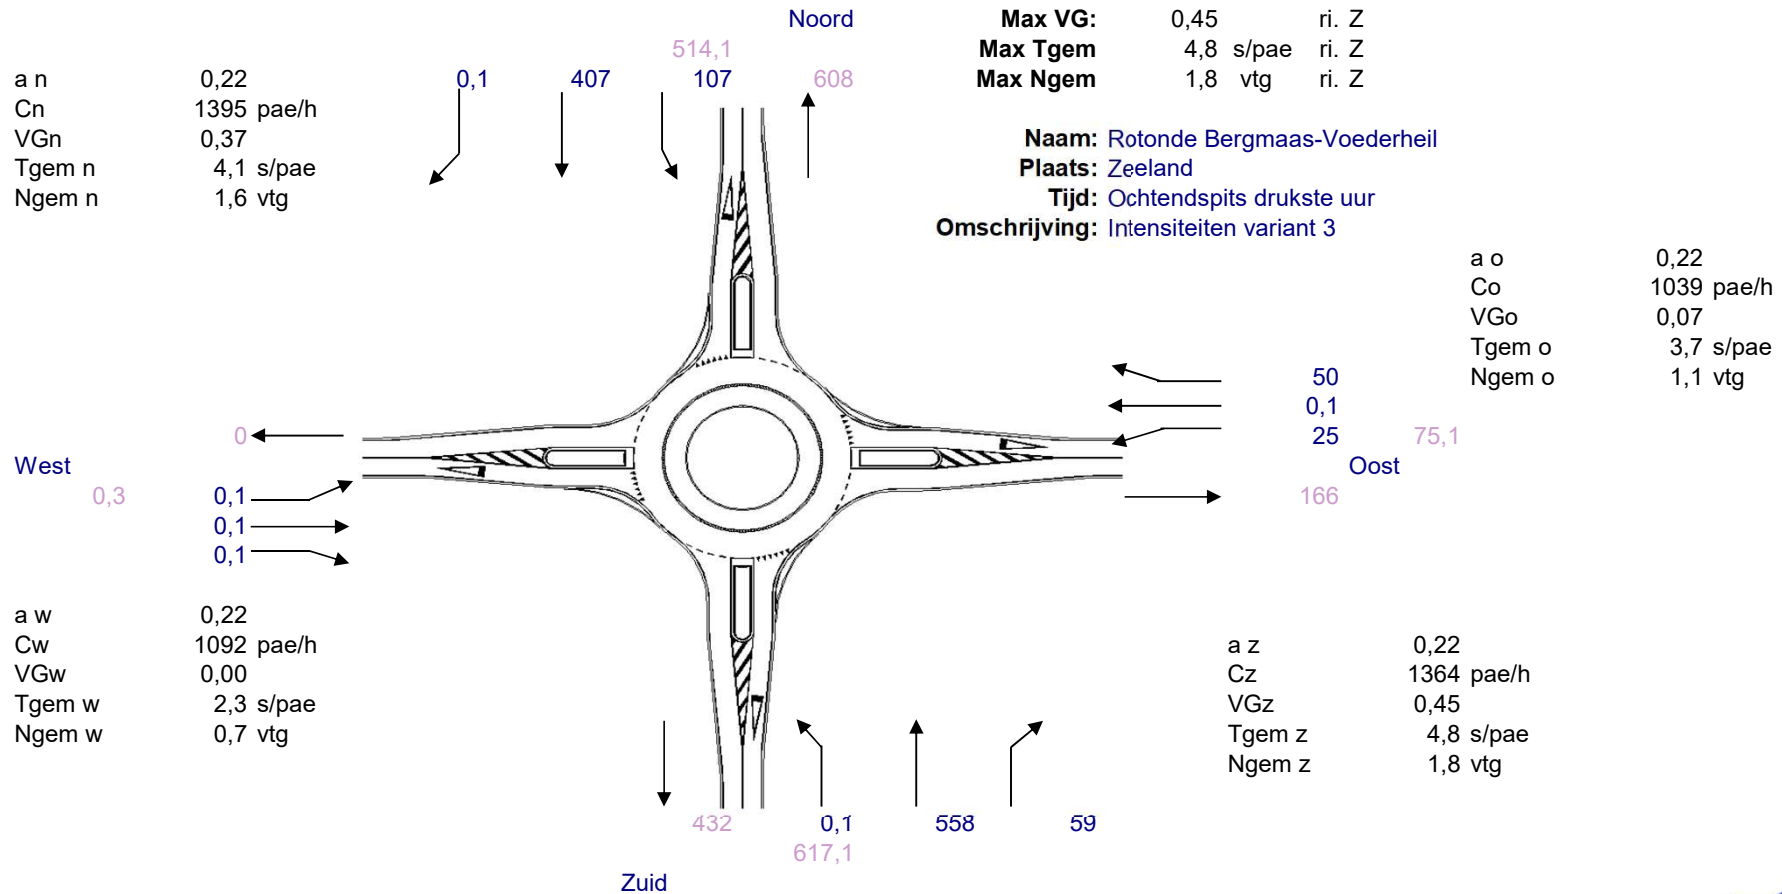 Noord
Max VG: 0,45 ri. Z
514,1
Max Tgem 4,8 s/pae ri. Z
a n 0,22
0,1 407 107 608
Max Ngem 1,8 vtg ri. Z
Cn 1395 pae/h
VGn 0,37
Tgem n 4,1 s/pae
Ngem n 1,6 vtg
Naam: Rotonde Bergmaas-Voederheil
Plaats: Zeeland
Tijd: Ochtendspits drukste uur
Omschrijving: Intensiteiten variant 3
a o 0,22
Co 1039 pae/h
VGo 0,07
Tgem o 3,7 s/pae
Ngem o 1,1 vtg
50
0,1
25 75,1
Oost
166
0
West
0,3 0,1
0,1
0,1
a w 0,22
Cw 1092 pae/h
VGw 0,00
Tgem w 2,3 s/pae
Ngem w 0,7 vtg
a z 0,22
Cz 1364 pae/h
VGz 0,45
Tgem z 4,8 s/pae
Ngem z 1,8 vtg
432 0,1 558 59
617,1
Zuid